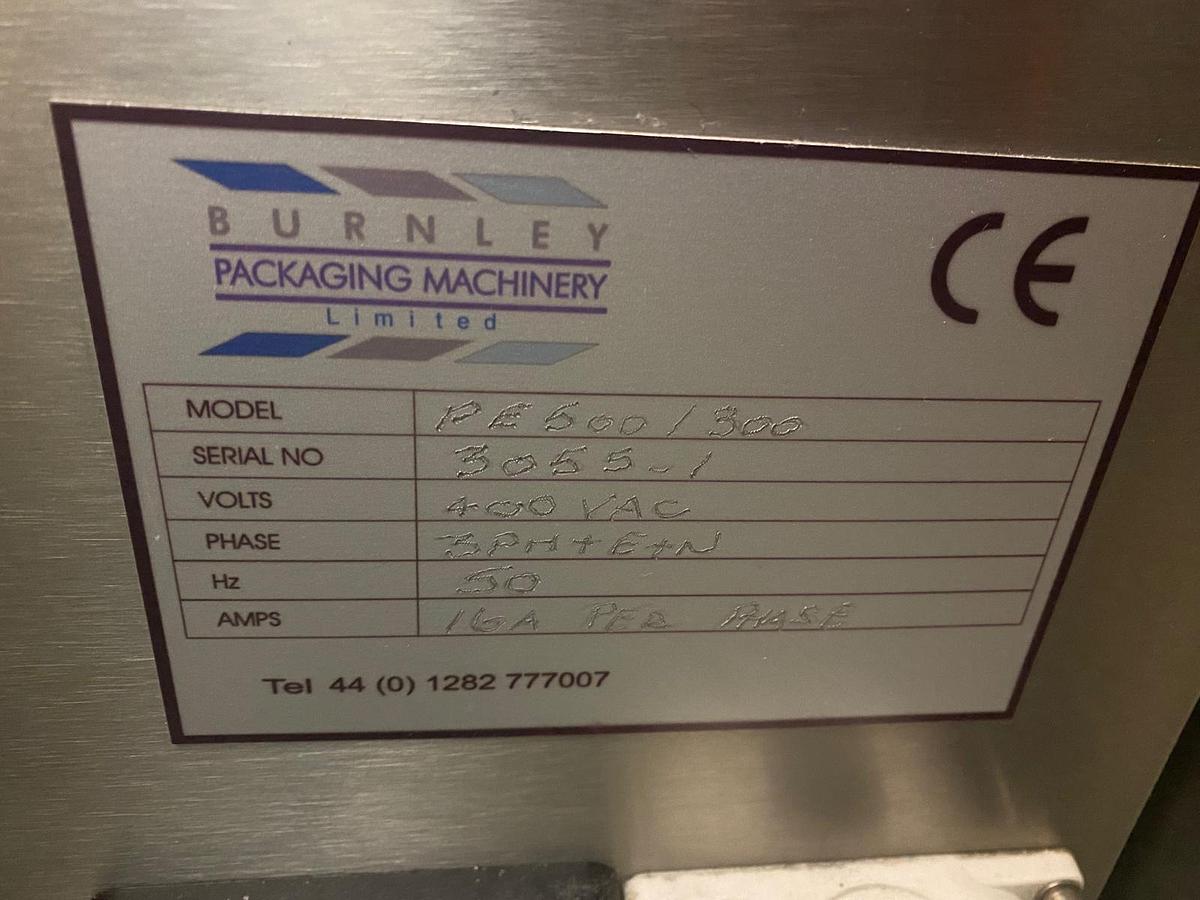 BURNLEY
PACKAGING MACHINERY
Limited
CE
MODEL PE500/300
SERIAL NO 3055-1
VOLTS 400 VAC
PHASE 3PH+E+N
Hz 50
AMPS 16A PER PHASE
Tel 44 (0) 1282 777007